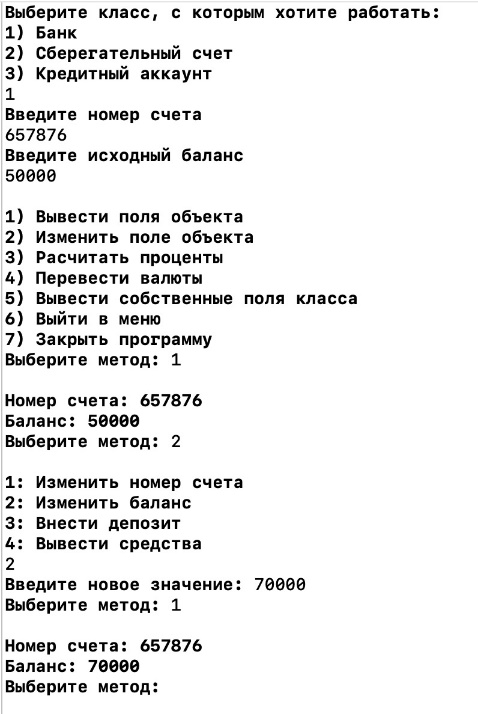 Выберите класс, с которым хотите работать:
1) Банк
2) Сберегательный счет
3) Кредитный аккаунт
1
Введите номер счета
657876
Введите исходный баланс
50000
1) Вывести поля объекта
2) Изменить поле объекта
3) Расчитать проценты
4) Перевести валюты
5) Вывести собственные поля класса
6) Выйти в меню
7) Закрыть программу
Выберите метод: 1
Номер счета: 657876
Баланс: 50000
Выберите метод: 2
1: Изменить номер счета
2: Изменить баланс
3: Внести депозит
4: Вывести средства
2
Введите новое значение: 70000
Выберите метод: 1
Номер счета: 657876
Баланс: 70000
Выберите метод: